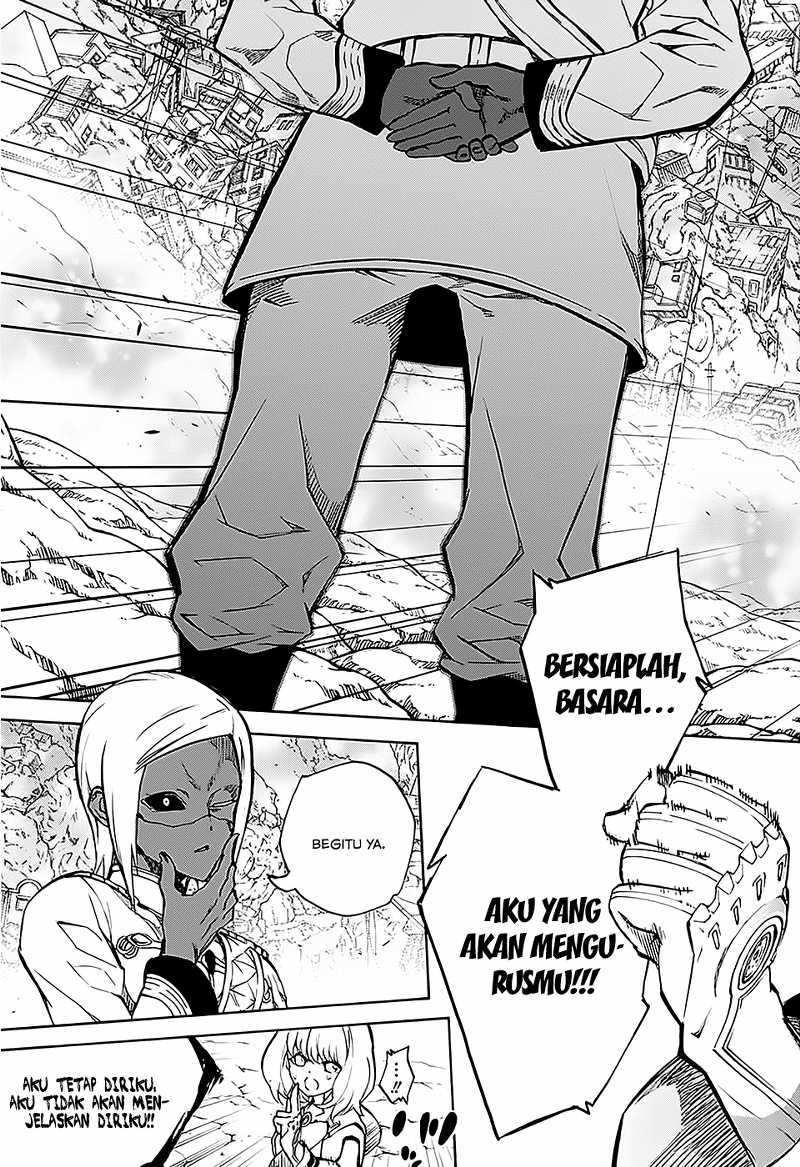 BERSIAPLAH,
BASARA...
AKU YANG
AKAN MENGU-
RUSMU!!!
BEGITU YA.
...!!
AKU TETAP DIRIKU.
AKU TIDAK AKAN MEN-
JELASKAN DIRIKU!!